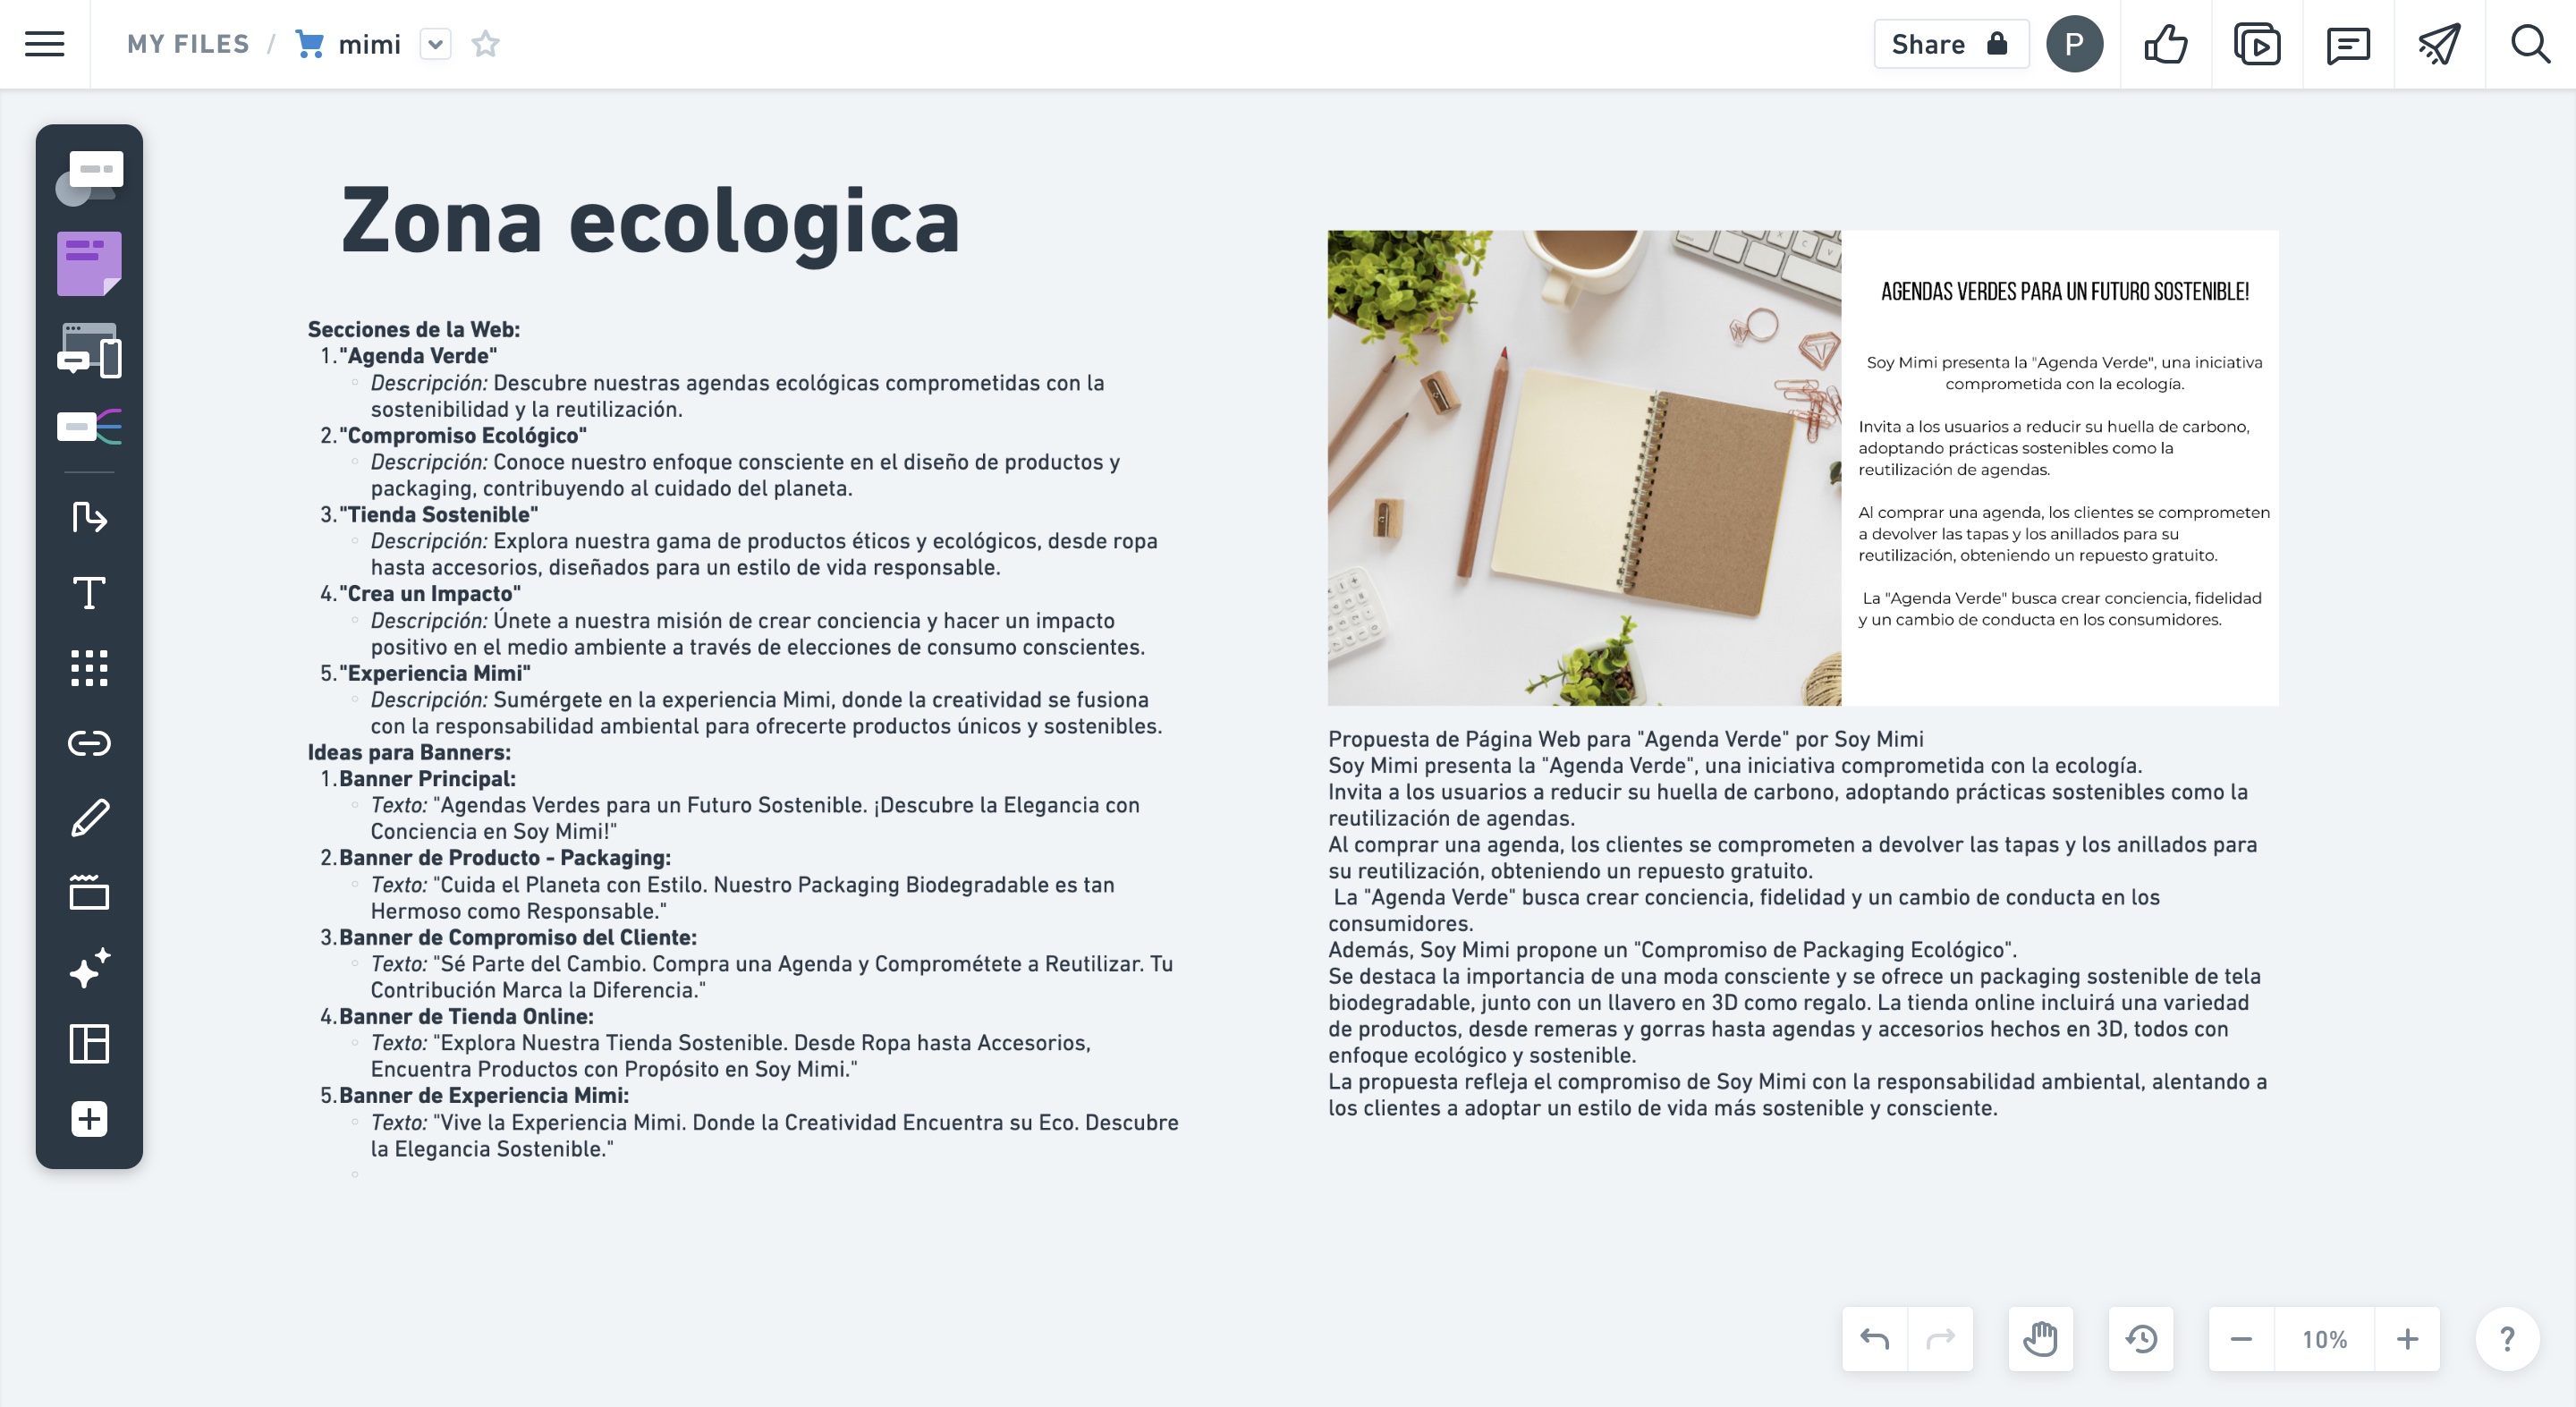 MY FILES / mimi
Share
P
Zona ecologica
Secciones de la Web:
1. "Agenda Verde"
Descripción: Descubre nuestras agendas ecológicas comprometidas con la
sostenibilidad y la reutilización.
2. "Compromiso Ecológico"
Descripción: Conoce nuestro enfoque consciente en el diseño de productos y
packaging, contribuyendo al cuidado del planeta.
3. "Tienda Sostenible"
Descripción: Explora nuestra gama de productos éticos y ecológicos, desde ropa
hasta accesorios, diseñados para un estilo de vida responsable.
4. "Crea un Impacto"
Descripción: Únete a nuestra misión de crear conciencia y hacer un impacto
positivo en el medio ambiente a través de elecciones de consumo conscientes.
5. "Experiencia Mimi"
Descripción: Sumérgete en la experiencia Mimi, donde la creatividad se fusiona
con la responsabilidad ambiental para ofrecerte productos únicos y sostenibles.
Ideas para Banners:
1. Banner Principal:
Texto: "Agendas Verdes para un Futuro Sostenible. ¡Descubre la Elegancia con
Conciencia en Soy Mimi!"
2. Banner de Producto - Packaging:
Texto: "Cuida el Planeta con Estilo. Nuestro Packaging Biodegradable es tan
Hermoso como Responsable."
3. Banner de Compromiso del Cliente:
Texto: "Sé Parte del Cambio. Compra una Agenda y Comprométete a Reutilizar. Tu
Contribución Marca la Diferencia."
4. Banner de Tienda Online:
Texto: "Explora Nuestra Tienda Sostenible. Desde Ropa hasta Accesorios,
Encuentra Productos con Propósito en Soy Mimi."
5. Banner de Experiencia Mimi:
Texto: "Vive la Experiencia Mimi. Donde la Creatividad Encuentra su Eco. Descubre
la Elegancia Sostenible."
AGENDAS VERDES PARA UN FUTURO SOSTENIBLE!
Soy Mimi presenta la "Agenda Verde", una iniciativa
comprometida con la ecología.
Invita a los usuarios a reducir su huella de carbono,
adoptando prácticas sostenibles como la
reutilización de agendas.
Al comprar una agenda, los clientes se comprometen
a devolver las tapas y los anillados para su
reutilización, obteniendo un repuesto gratuito.
La "Agenda Verde" busca crear conciencia, fidelidad
y un cambio de conducta en los consumidores.
Propuesta de Página Web para "Agenda Verde" por Soy Mimi
Soy Mimi presenta la "Agenda Verde", una iniciativa comprometida con la ecología.
Invita a los usuarios a reducir su huella de carbono, adoptando prácticas sostenibles como la
reutilización de agendas.
Al comprar una agenda, los clientes se comprometen a devolver las tapas y los anillados para
su reutilización, obteniendo un repuesto gratuito.
La "Agenda Verde" busca crear conciencia, fidelidad y un cambio de conducta en los
consumidores.
Además, Soy Mimi propone un "Compromiso de Packaging Ecológico".
Se destaca la importancia de una moda consciente y se ofrece un packaging sostenible de tela
biodegradable, junto con un llavero en 3D como regalo. La tienda online incluirá una variedad
de productos, desde remeras y gorras hasta agendas y accesorios hechos en 3D, todos con
enfoque ecológico y sostenible.
La propuesta refleja el compromiso de Soy Mimi con la responsabilidad ambiental, alentando a
los clientes a adoptar un estilo de vida más sostenible y consciente.
10%
?